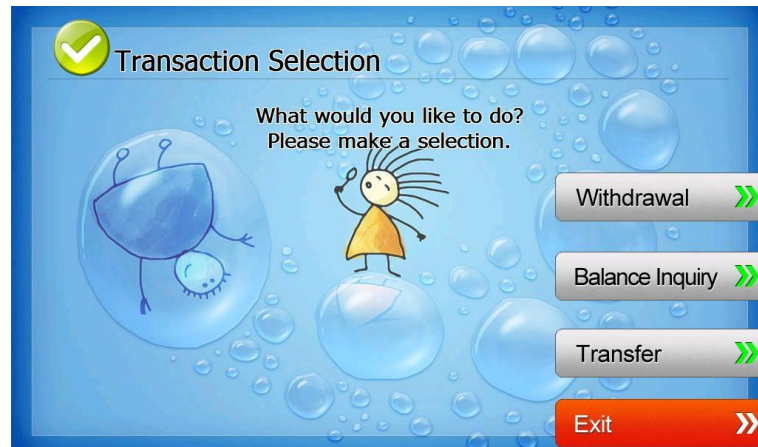 Transaction Selection
What would you like to do?
Please make a selection.
Withdrawal
Balance Inquiry
Transfer
Exit